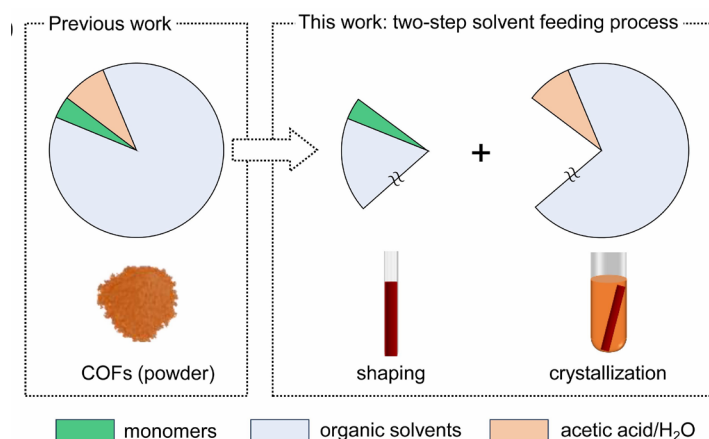 Previous work
This work: two-step solvent feeding process
+
COFs (powder)
shaping
crystallization
monomers
organic solvents
acetic acid/H₂O